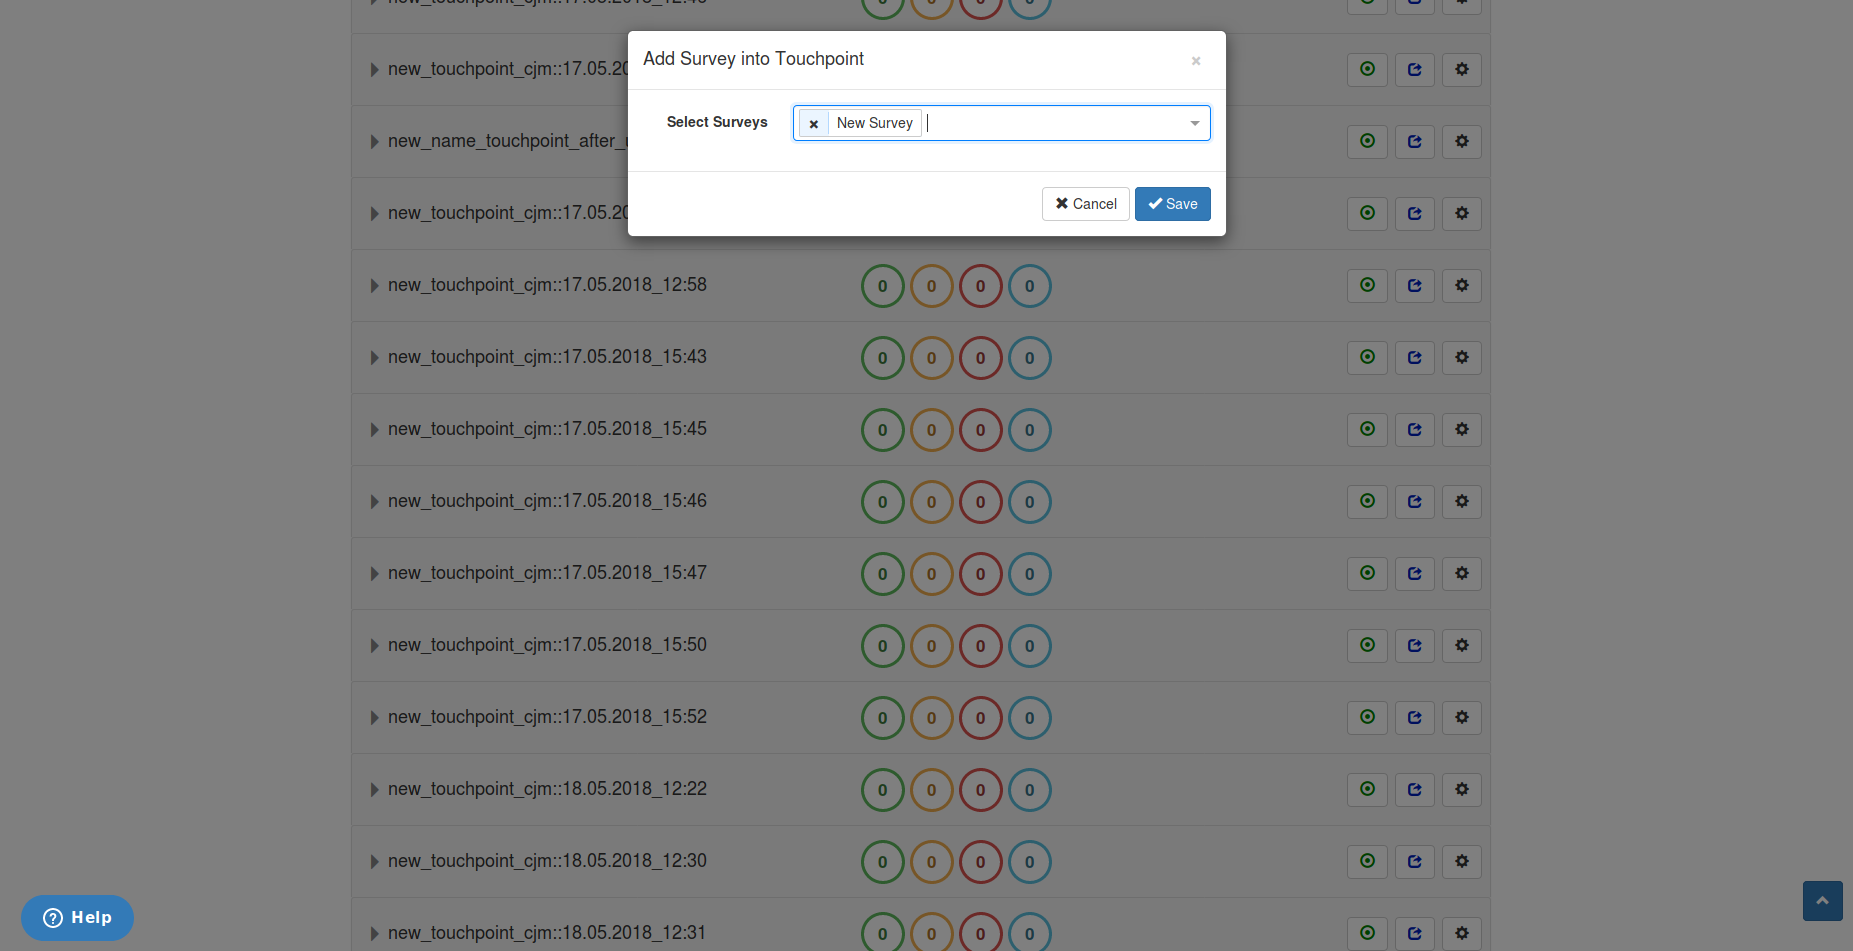 Add Survey into Touchpoint ×
Select Surveys × New Survey
Cancel Save
new_touchpoint_cjm::17.05.20
new_name_touchpoint_after_
new_touchpoint_cjm::17.05.20
new_touchpoint_cjm::17.05.2018_12:58 0 0 0 0
new_touchpoint_cjm::17.05.2018_15:43 0 0 0 0
new_touchpoint_cjm::17.05.2018_15:45 0 0 0 0
new_touchpoint_cjm::17.05.2018_15:46 0 0 0 0
new_touchpoint_cjm::17.05.2018_15:47 0 0 0 0
new_touchpoint_cjm::17.05.2018_15:50 0 0 0 0
new_touchpoint_cjm::17.05.2018_15:52 0 0 0 0
new_touchpoint_cjm::18.05.2018_12:22 0 0 0 0
new_touchpoint_cjm::18.05.2018_12:30 0 0 0 0
new_touchpoint_cjm::18.05.2018_12:31 0 0 0 0
? Help